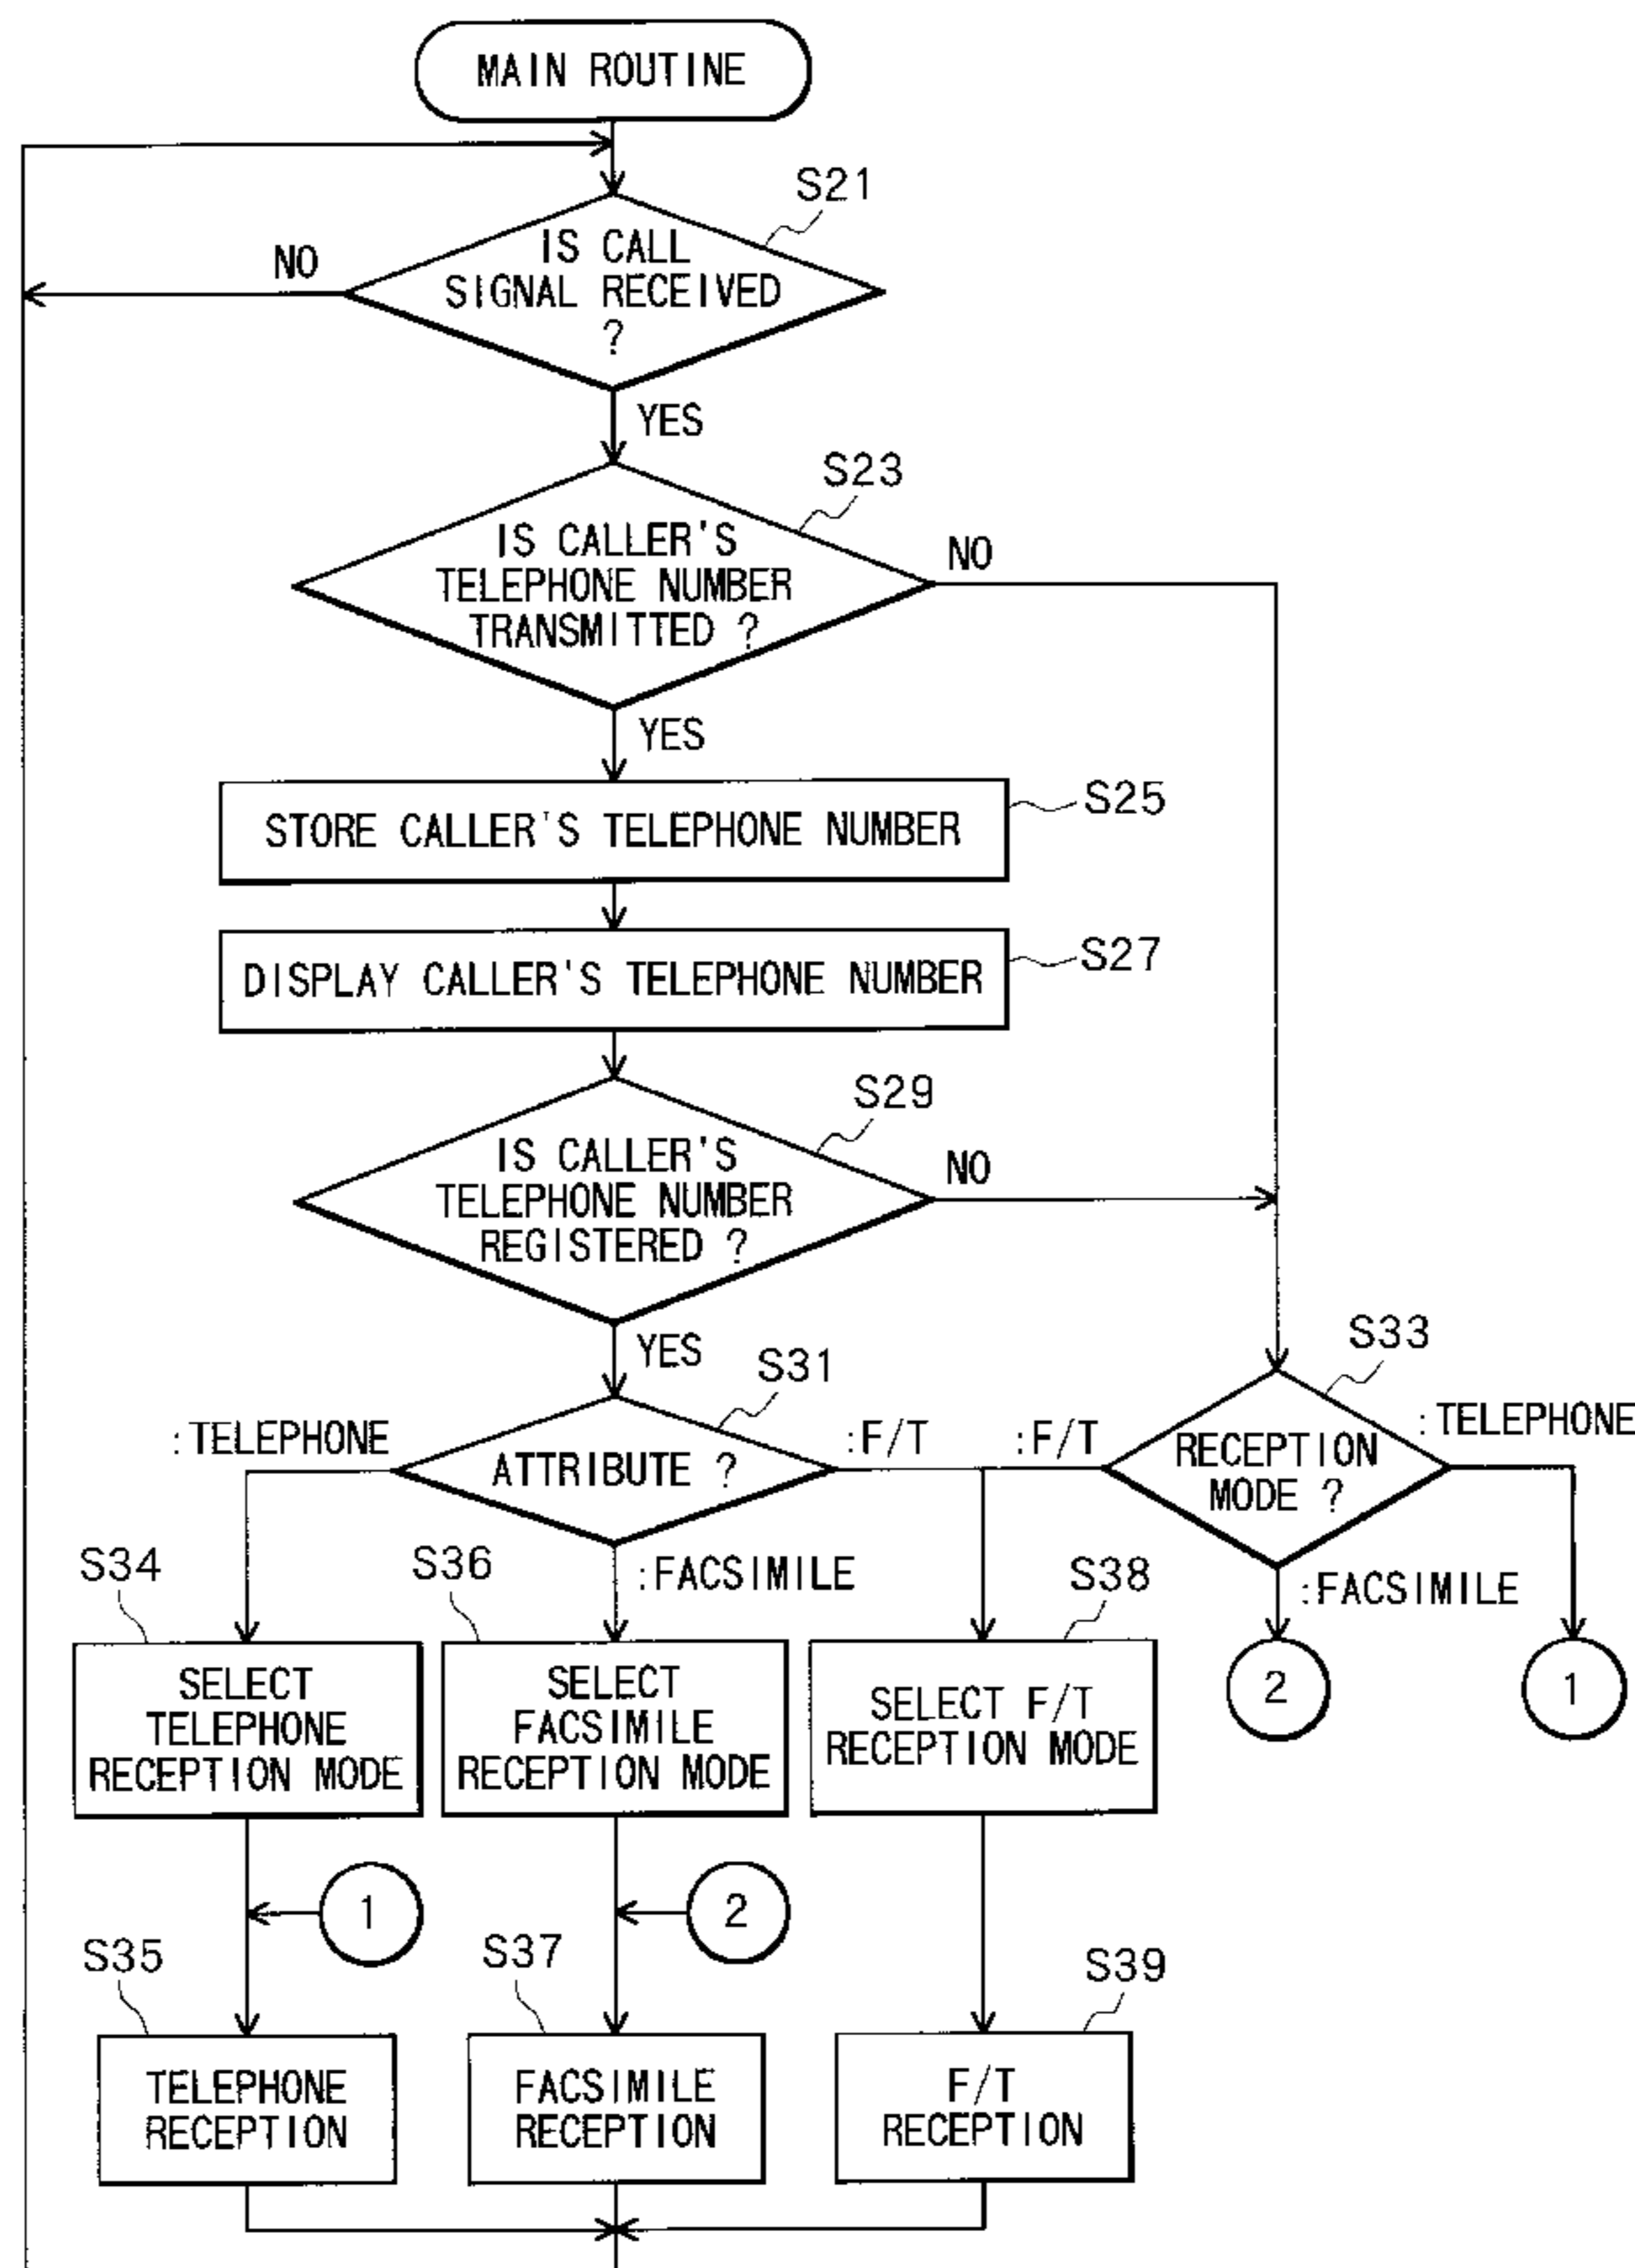 MAIN ROUTINE
S21
NO
IS CALL
SIGNAL RECEIVED
?
YES
S23
IS CALLER'S
TELEPHONE NUMBER
TRANSMITTED ?
NO
YES
STORE CALLER'S TELEPHONE NUMBER
S25
DISPLAY CALLER'S TELEPHONE NUMBER
S27
S29
IS CALLER'S
TELEPHONE NUMBER
REGISTERED ?
NO
YES
S31
S33
:TELEPHONE
ATTRIBUTE ?
:F/T
:F/T
RECEPTION
MODE ?
:TELEPHONE
S34
S36
:FACSIMILE
S38
:FACSIMILE
SELECT
TELEPHONE
RECEPTION MODE
SELECT
FACSIMILE
RECEPTION MODE
SELECT F/T
RECEPTION MODE
2
1
1
2
S35
S37
S39
TELEPHONE
RECEPTION
FACSIMILE
RECEPTION
F/T
RECEPTION